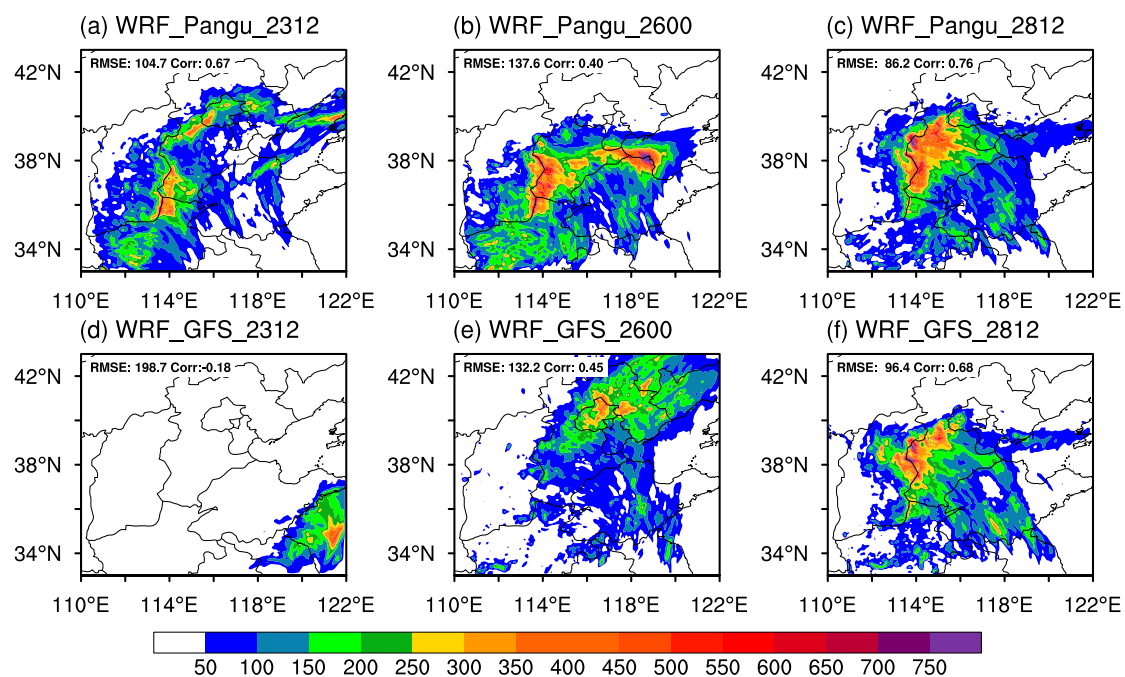 (a) WRF_Pangu_2312 (b) WRF_Pangu_2600 (c) WRF_Pangu_2812
RMSE: 104.7 Corr: 0.67 RMSE: 137.6 Corr: 0.40 RMSE: 86.2 Corr: 0.76
42°N 42°N 42°N
38°N 38°N 38°N
34°N 34°N 34°N
110°E 114°E 118°E 122°E 110°E 114°E 118°E 122°E 110°E 114°E 118°E 122°E
(d) WRF_GFS_2312 (e) WRF_GFS_2600 (f) WRF_GFS_2812
RMSE: 198.7 Corr:-0.18 RMSE: 132.2 Corr: 0.45 RMSE: 96.4 Corr: 0.68
42°N 42°N 42°N
38°N 38°N 38°N
34°N 34°N 34°N
110°E 114°E 118°E 122°E 110°E 114°E 118°E 122°E 110°E 114°E 118°E 122°E
50 100 150 200 250 300 350 400 450 500 550 600 650 700 750